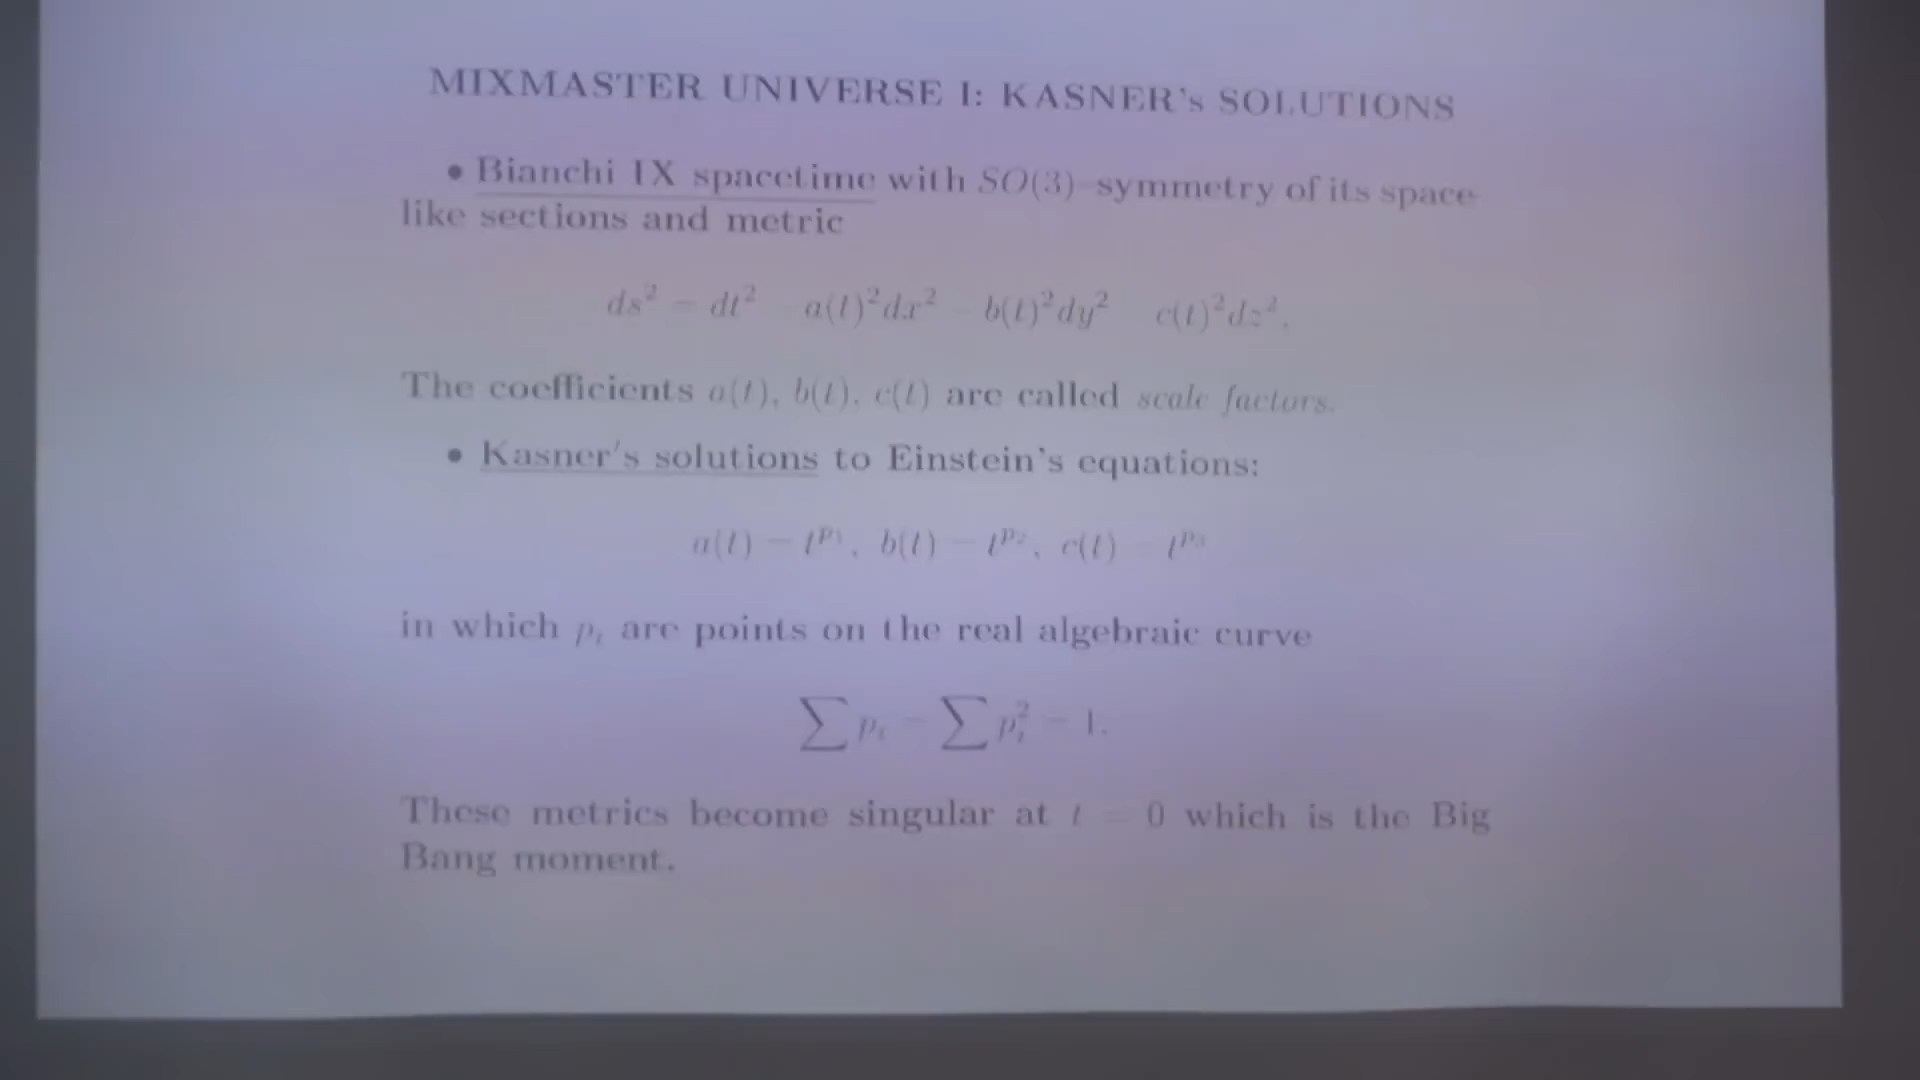 MIXMASTER UNIVERSE I: KASNER's SOLUTIONS
• Bianchi IX spacetime with SO(3)-symmetry of its space
like sections and metric
ds² = dt² − a(t)²dx² − b(t)²dy² − c(t)²dz².
The coefficients a(t), b(t), c(t) are called scale factors.
• Kasner's solutions to Einstein's equations:
a(t) = t^{p₁}, b(t) = t^{p₂}, c(t) = t^{p₃}
in which pᵢ are points on the real algebraic curve
∑ pᵢ = ∑ pᵢ² = 1.
These metrics become singular at t = 0 which is the Big
Bang moment.